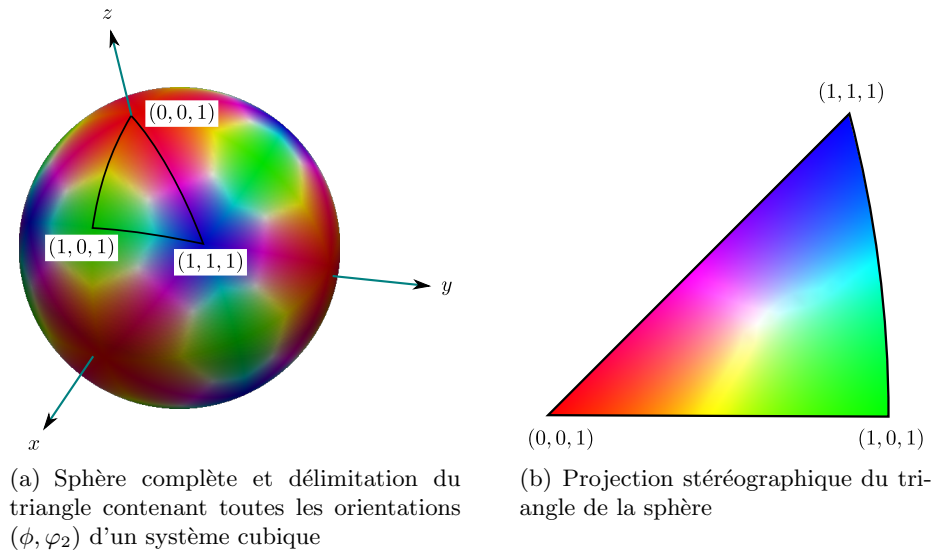 z
(0, 0, 1)
(1, 0, 1)
(1, 1, 1)
y
x
(a) Sphère complète et délimitation du
triangle contenant toutes les orientations
(ϕ, φ₂) d'un système cubique
(1, 1, 1)
(0, 0, 1)
(1, 0, 1)
(b) Projection stéréographique du tri-
angle de la sphère